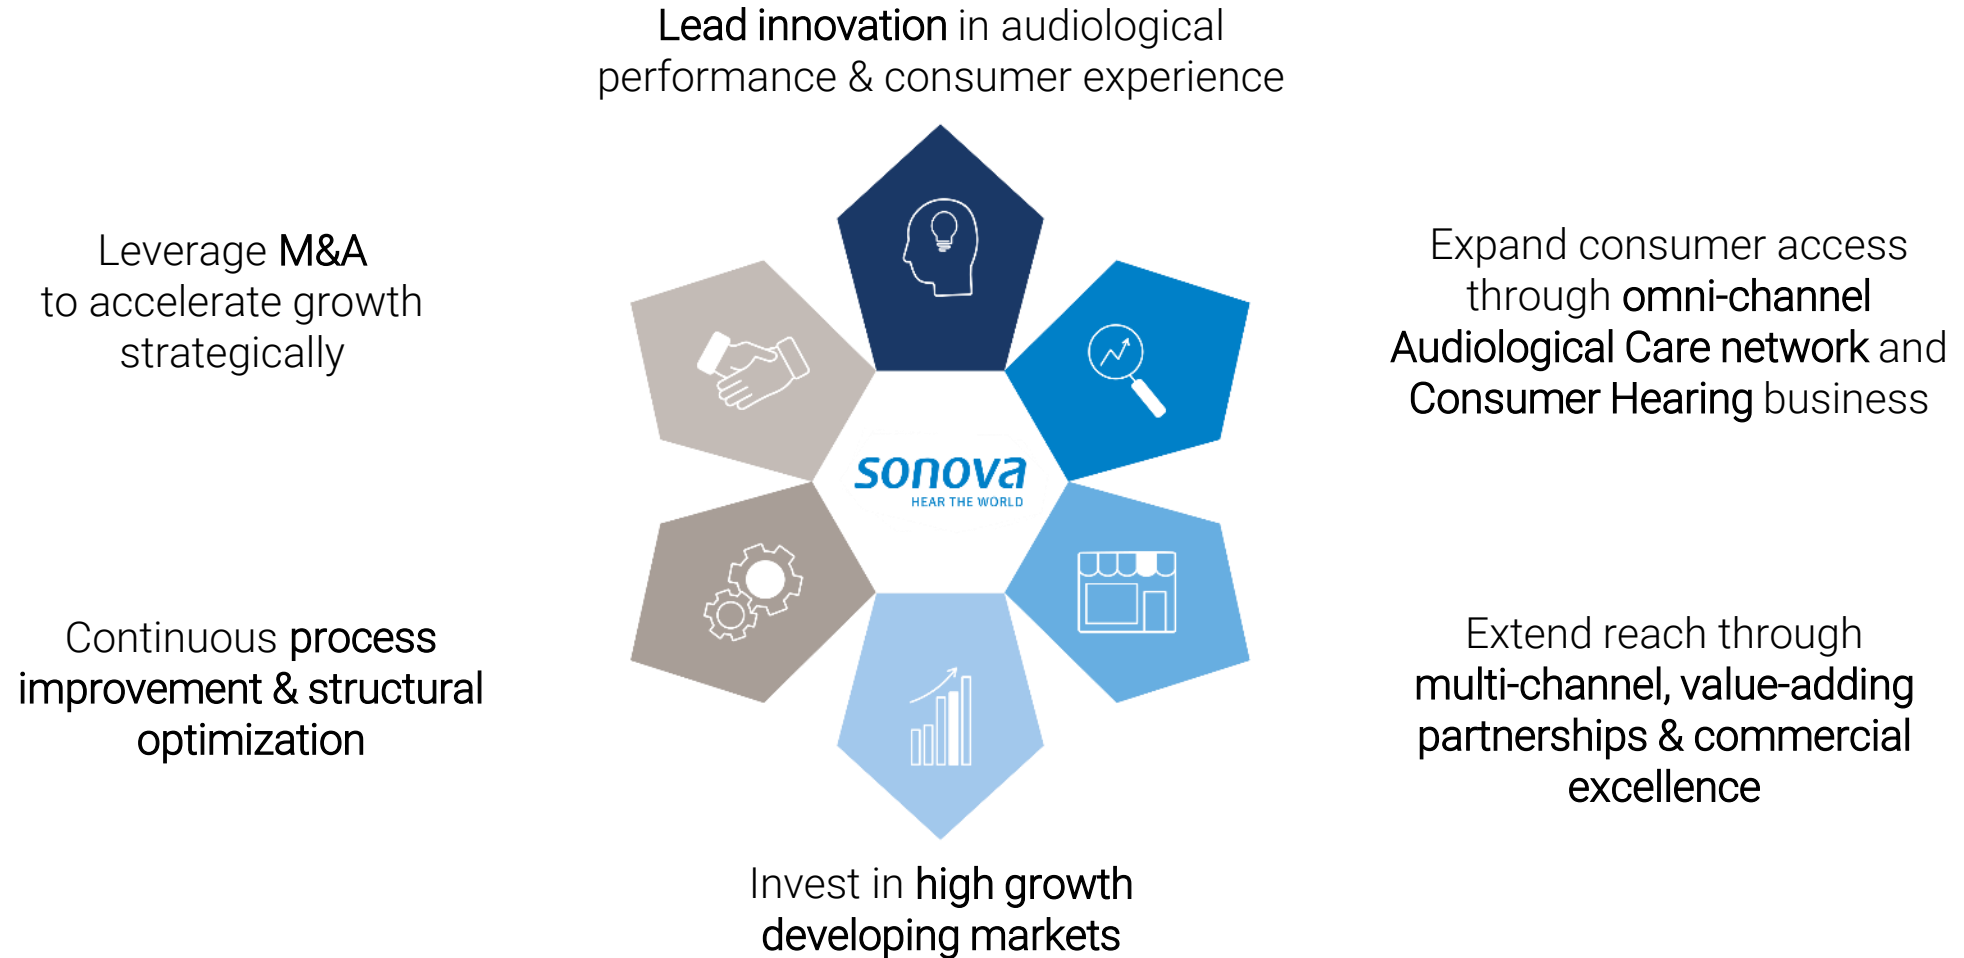 Lead innovation in audiological
performance & consumer experience
Leverage M&A
to accelerate growth
strategically
Expand consumer access
through omni-channel
Audiological Care network and
Consumer Hearing business
sonova
HEAR THE WORLD
Continuous process
improvement & structural
optimization
Extend reach through
multi-channel, value-adding
partnerships & commercial
excellence
Invest in high growth
developing markets